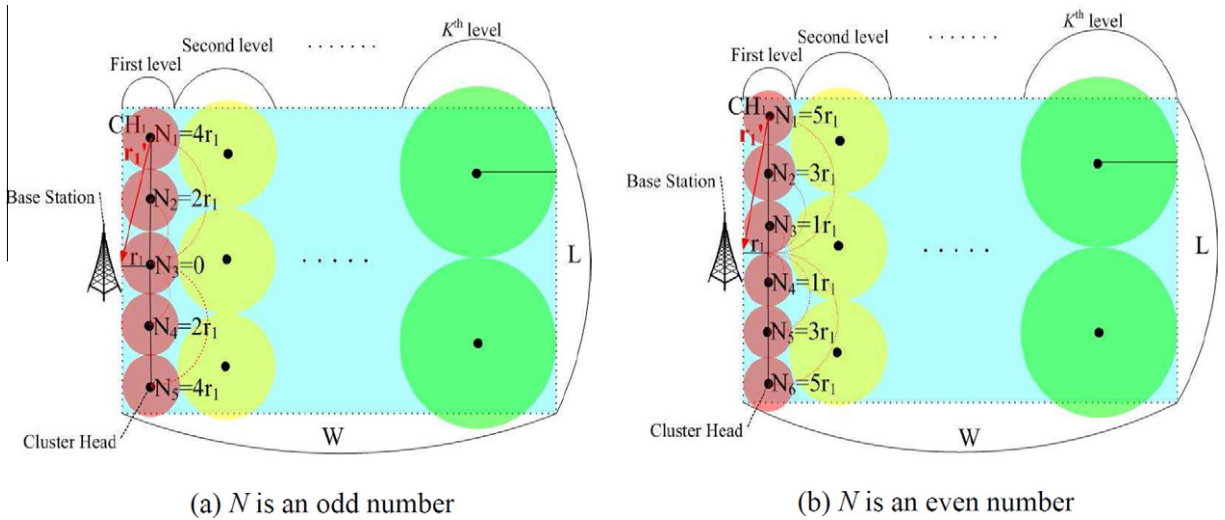 K^th level
Second level
First level
. . . . . .
CH₁
N₁=4r₁
r₁
N₂=2r₁
Base Station
r₁
N₃=0
. . . . .
L
N₄=2r₁
N₅=4r₁
Cluster Head
W
(a) N is an odd number
K^th level
Second level
First level
. . . . . .
CH₁
N₁=5r₁
r₁
N₂=3r₁
Base Station
N₃=1r₁
r₁
. . . . .
L
N₄=1r₁
N₅=3r₁
N₆=5r₁
Cluster Head
W
(b) N is an even number